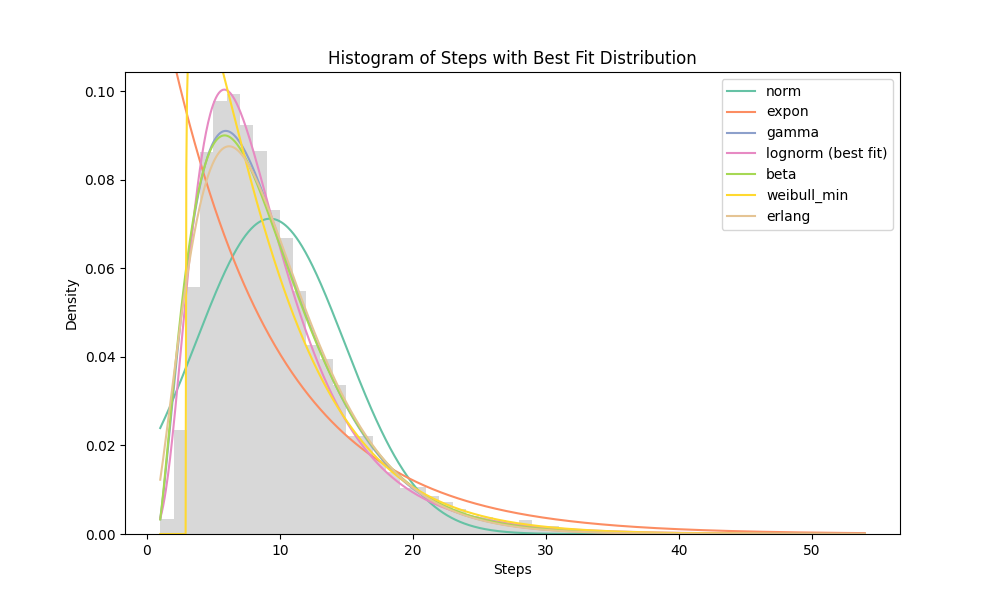 Histogram of Steps with Best Fit Distribution
norm
expon
gamma
lognorm (best fit)
beta
weibull_min
erlang
Density
0.10
0.08
0.06
0.04
0.02
0.00
0 10 20 30 40 50
Steps